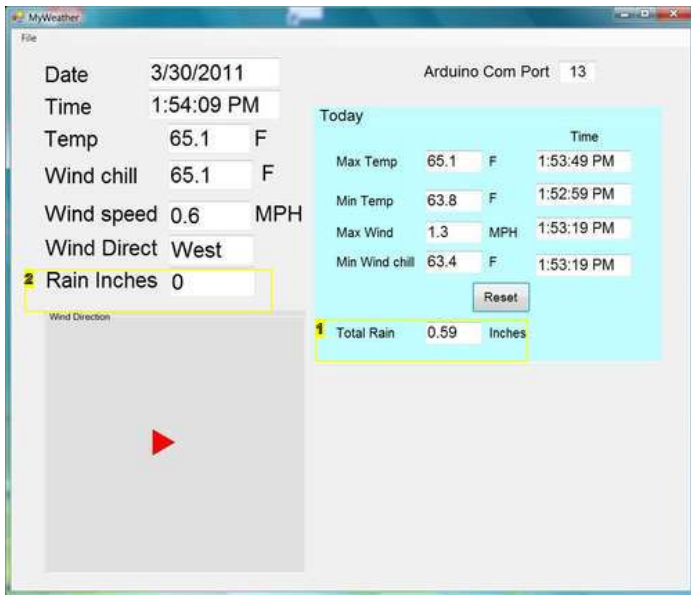 MyWeather
File
Date 3/30/2011
Time 1:54:09 PM
Temp 65.1 F
Wind chill 65.1 F
Wind speed 0.6 MPH
Wind Direct West
2 Rain Inches 0
Wind Direction
Arduino Com Port 13
Today
Time
Max Temp 65.1 F 1:53:49 PM
Min Temp 63.8 F 1:52:59 PM
Max Wind 1.3 MPH 1:53:19 PM
Min Wind chill 63.4 F 1:53:19 PM
Reset
1 Total Rain 0.59 Inches